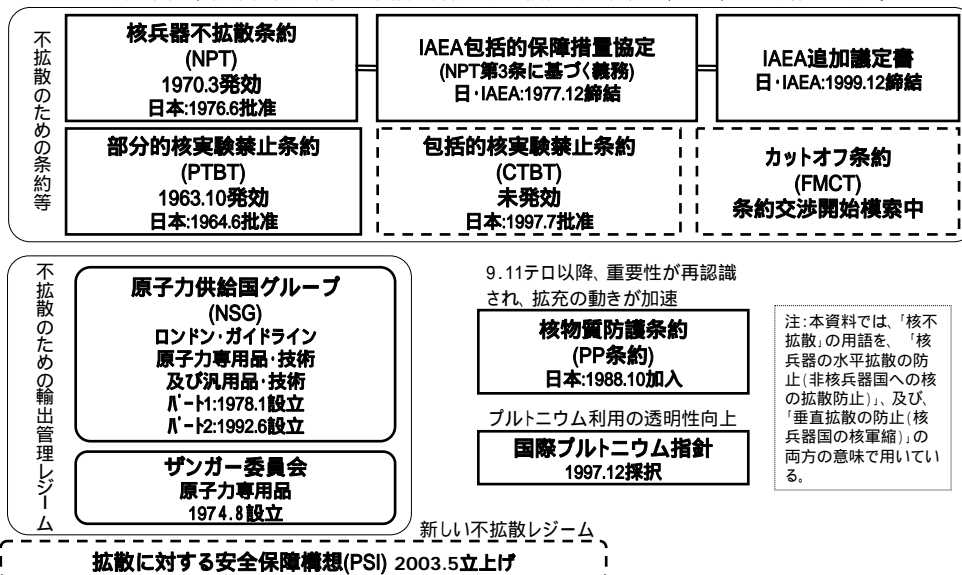 不拡散のための条約等
核兵器不拡散条約
(NPT)
1970.3発効
日本:1976.6批准
IAEA包括的保障措置協定
(NPT第3条に基づく義務)
日・IAEA:1977.12締結
IAEA追加議定書
日・IAEA:1999.12締結
部分的核実験禁止条約
(PTBT)
1963.10発効
日本:1964.6批准
包括的核実験禁止条約
(CTBT)
未発効
日本:1997.7批准
カットオフ条約
(FMCT)
条約交渉開始模索中
不拡散のための輸出管理レジーム
原子力供給国グループ
(NSG)
ロンドン・ガイドライン
原子力専用品・技術
及び汎用品・技術
パート1:1978.1設立
パート2:1992.6設立
ザンガー委員会
原子力専用品
1974.8設立
9.11テロ以降、重要性が再認識
され、拡充の動きが加速
核物質防護条約
(PP条約)
日本:1988.10加入
プルトニウム利用の透明性向上
国際プルトニウム指針
1997.12採択
注:本資料では、「核不
拡散」の用語を、「核
兵器の水平拡散の防
止(非核兵器国への核
の拡散防止)」、及び、
「垂直拡散の防止(核
兵器国の核軍縮)」の
両方の意味で用いてい
る。
新しい不拡散レジーム
拡散に対する安全保障構想(PSI) 2003.5立上げ